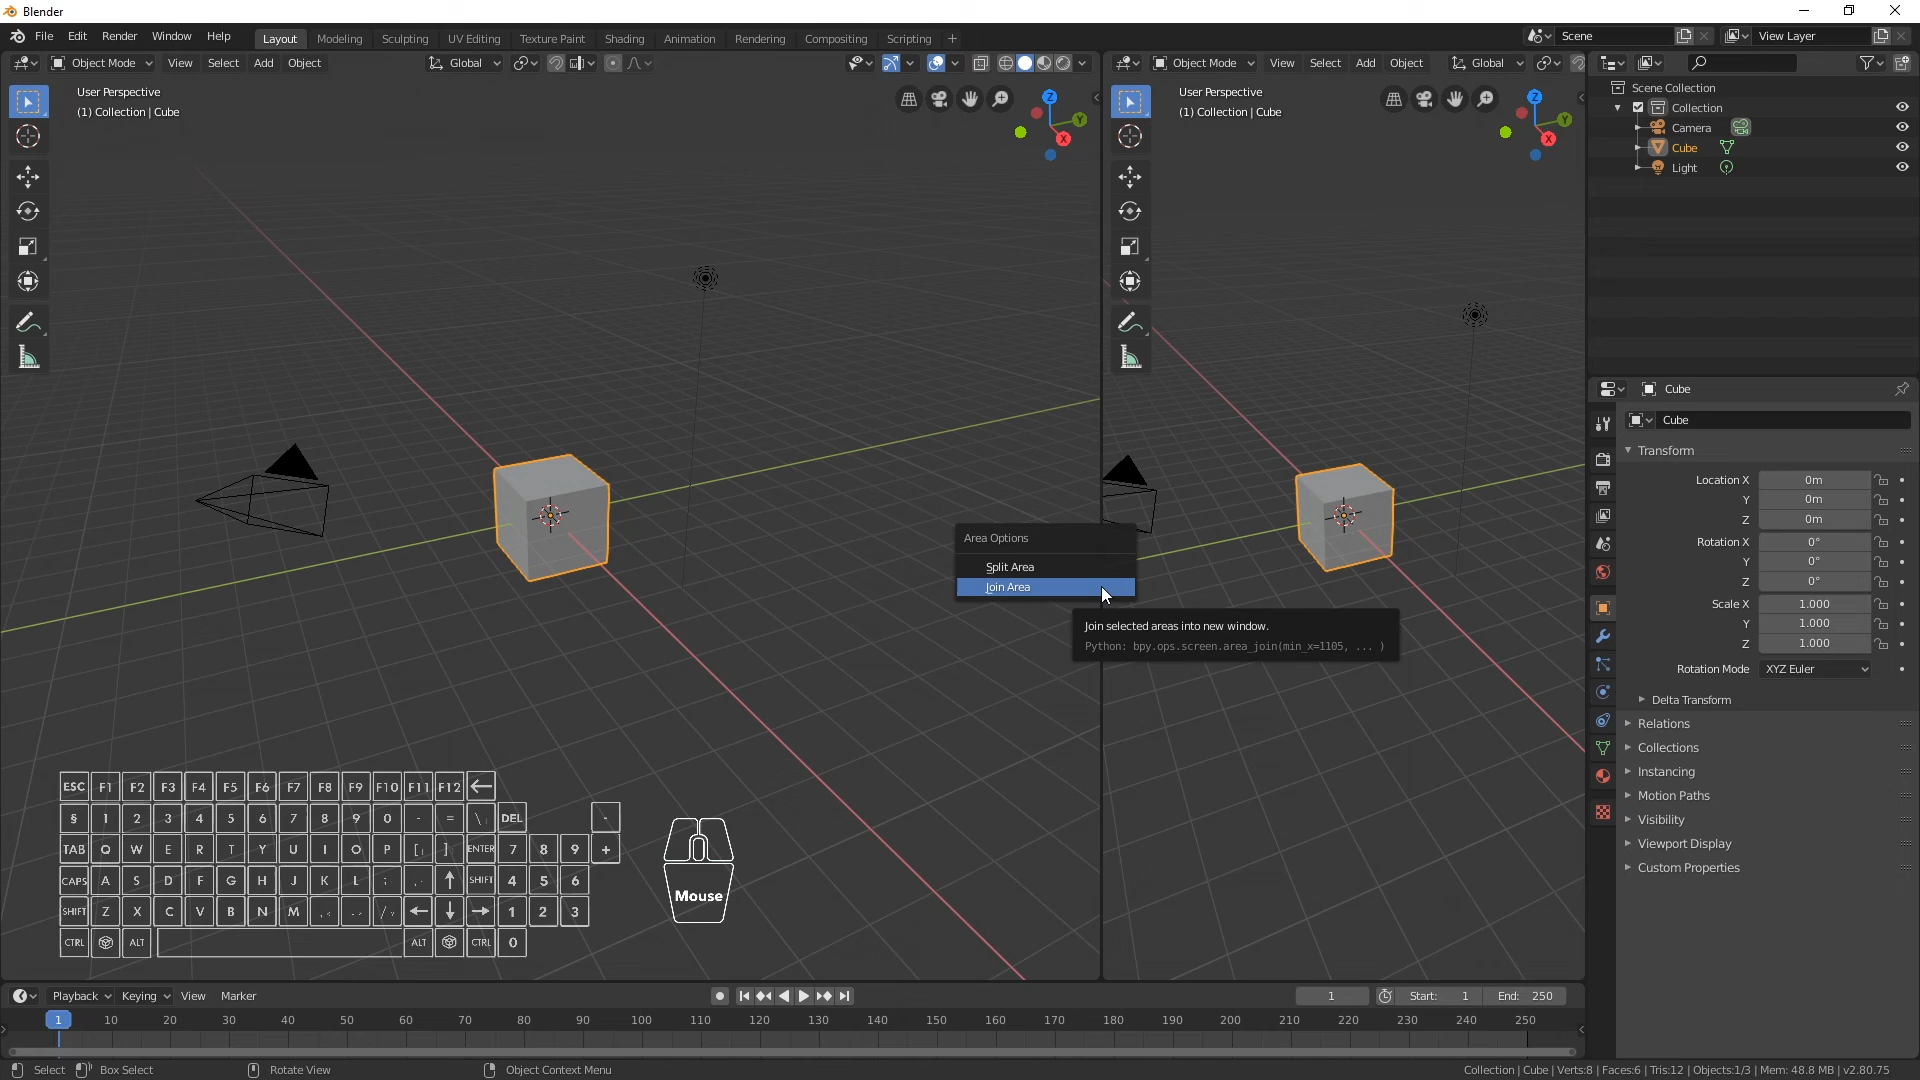 Blender
File Edit Render Window Help Layout Modeling Sculpting UV Editing Texture Paint Shading Animation Rendering Compositing Scripting + Scene View Layer
Object Mode View Select Add Object Global Object Mode View Select Add Object Global
User Perspective
(1) Collection | Cube
Z
Y
X
User Perspective
(1) Collection | Cube
Z
Y
X
Scene Collection
Collection
Camera
Cube
Light
Area Options
Split Area
Join Area
Join selected areas into new window.
Python: bpy.ops.screen.area_join(min_x=1105, ... )
Cube
Cube
Transform
Location X 0m
Y 0m
Z 0m
Rotation X 0°
Y 0°
Z 0°
Scale X 1.000
Y 1.000
Z 1.000
Rotation Mode XYZ Euler
Delta Transform
Relations
Collections
Instancing
Motion Paths
Visibility
Viewport Display
Custom Properties
ESC F1 F2 F3 F4 F5 F6 F7 F8 F9 F10 F11 F12
§ 1 2 3 4 5 6 7 8 9 0 - = \ DEL -
TAB Q W E R T Y U I O P [ ] ENTER 7 8 9 +
CAPS A S D F G H J K L ; SHIFT 4 5 6
SHIFT Z X C V B N M / 1 2 3
CTRL ALT ALT CTRL 0
Mouse
Playback Keying View Marker 1 Start: 1 End: 250
1 10 20 30 40 50 60 70 80 90 100 110 120 130 140 150 160 170 180 190 200 210 220 230 240 250
Select Box Select Rotate View Object Context Menu Collection | Cube | Verts:8 | Faces:6 | Tris:12 | Objects:1/3 | Mem: 48.8 MB | v2.80.75